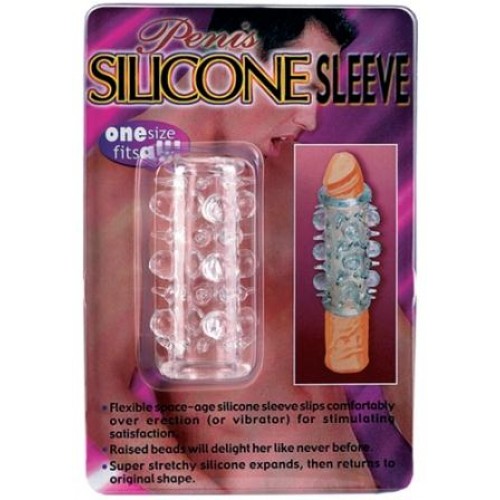 Penis
SILICONE SLEEVE
one size
fits all!!
• Flexible space-age silicone sleeve slips comfortably
over erection (or vibrator) for stimulating
satisfaction.
• Raised beads will delight her like never before.
• Super stretchy silicone expands, then returns to
original shape.